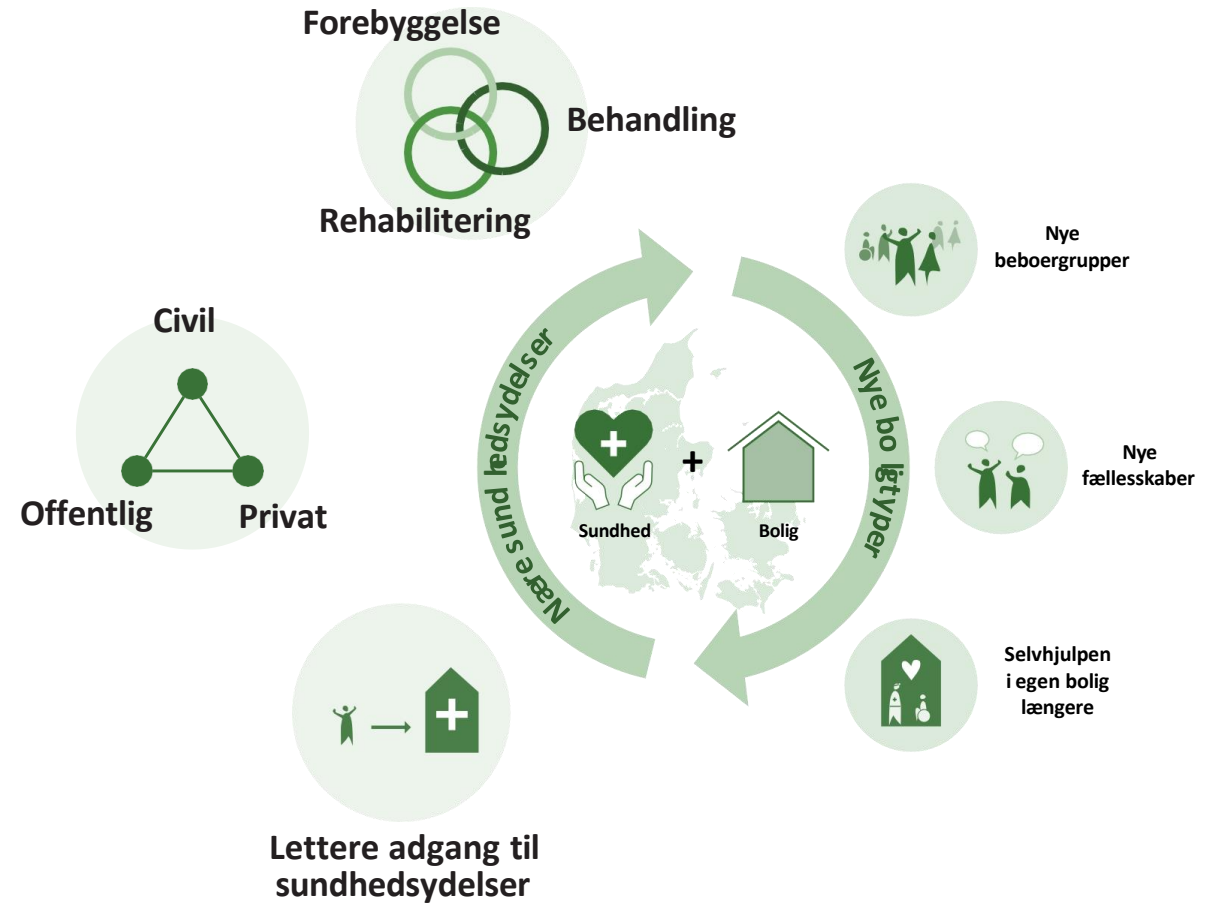 Forebyggelse
Behandling
Rehabilitering
Civil
Offentlig
Privat
Lettere adgang til
sundhedsydelser
Nære sundhedsydelser
Sundhed
+
Bolig
Nye boligtyper
Nye
beboergrupper
Nye
fællesskaber
Selvhjulpen
i egen bolig
længere